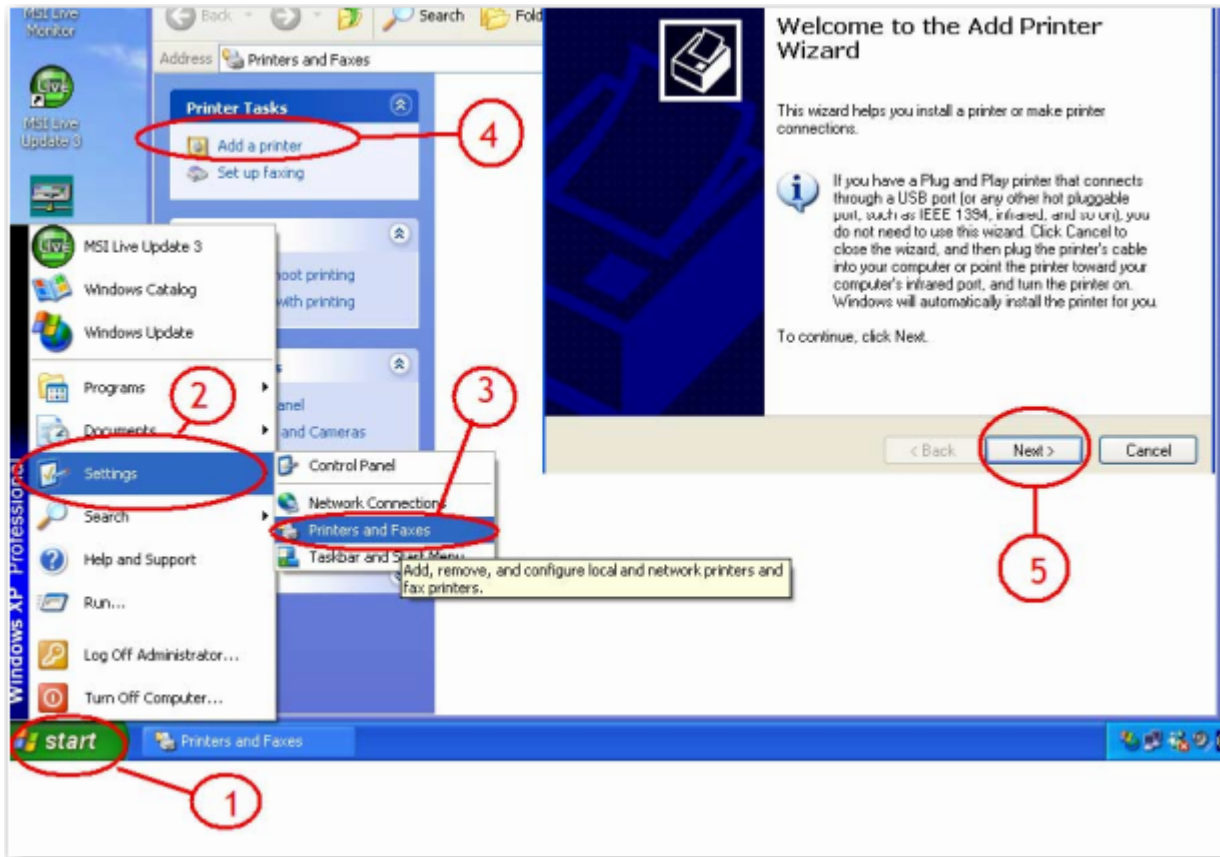 MSI Live
Monitor
Back
Search
Fold
Address
Printers and Faxes
MSI Live
Update 3
Printer Tasks
Add a printer
Set up faxing
4
oot printing
with printing
s
anel
and Cameras
MSI Live Update 3
Windows Catalog
Windows Update
Programs
Documents
Settings
Search
Help and Support
Run...
Log Off Administrator...
Turn Off Computer...
Windows XP Professional
2
3
Control Panel
Network Connections
Printers and Faxes
Taskbar and Start Menu
Add, remove, and configure local and network printers and
fax printers.
start
Printers and Faxes
1
Welcome to the Add Printer
Wizard
This wizard helps you install a printer or make printer
connections.
If you have a Plug and Play printer that connects
through a USB port (or any other hot pluggable
port, such as IEEE 1394, infrared, and so on), you
do not need to use this wizard. Click Cancel to
close the wizard, and then plug the printer's cable
into your computer or point the printer toward your
computer's infrared port, and turn the printer on.
Windows will automatically install the printer for you.
To continue, click Next.
< Back
Next >
Cancel
5